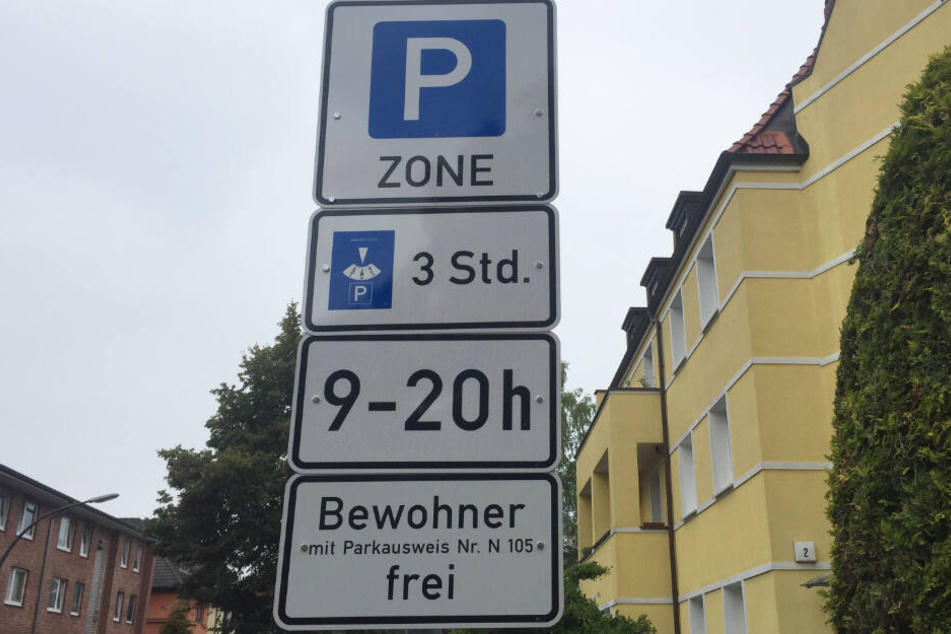 P
ZONE
P
3 Std.
9-20h
Bewohner
mit Parkausweis Nr. N 105
frei
2